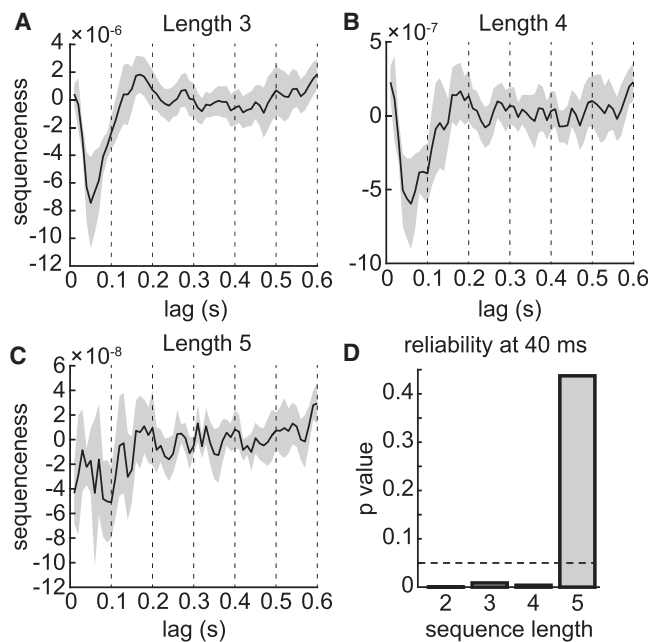 A
×10⁻⁶
Length 3
4
2
0
-2
-4
-6
-8
-10
-12
sequenceness
0 0.1 0.2 0.3 0.4 0.5 0.6
lag (s)
B
×10⁻⁷
Length 4
5
0
-5
-10
0 0.1 0.2 0.3 0.4 0.5 0.6
lag (s)
C
×10⁻⁸
Length 5
6
4
2
0
-2
-4
-6
-8
-10
-12
sequenceness
0 0.1 0.2 0.3 0.4 0.5 0.6
lag (s)
D
reliability at 40 ms
0.4
0.3
0.4
0.1
0
p value
2 3 4 5
sequence length